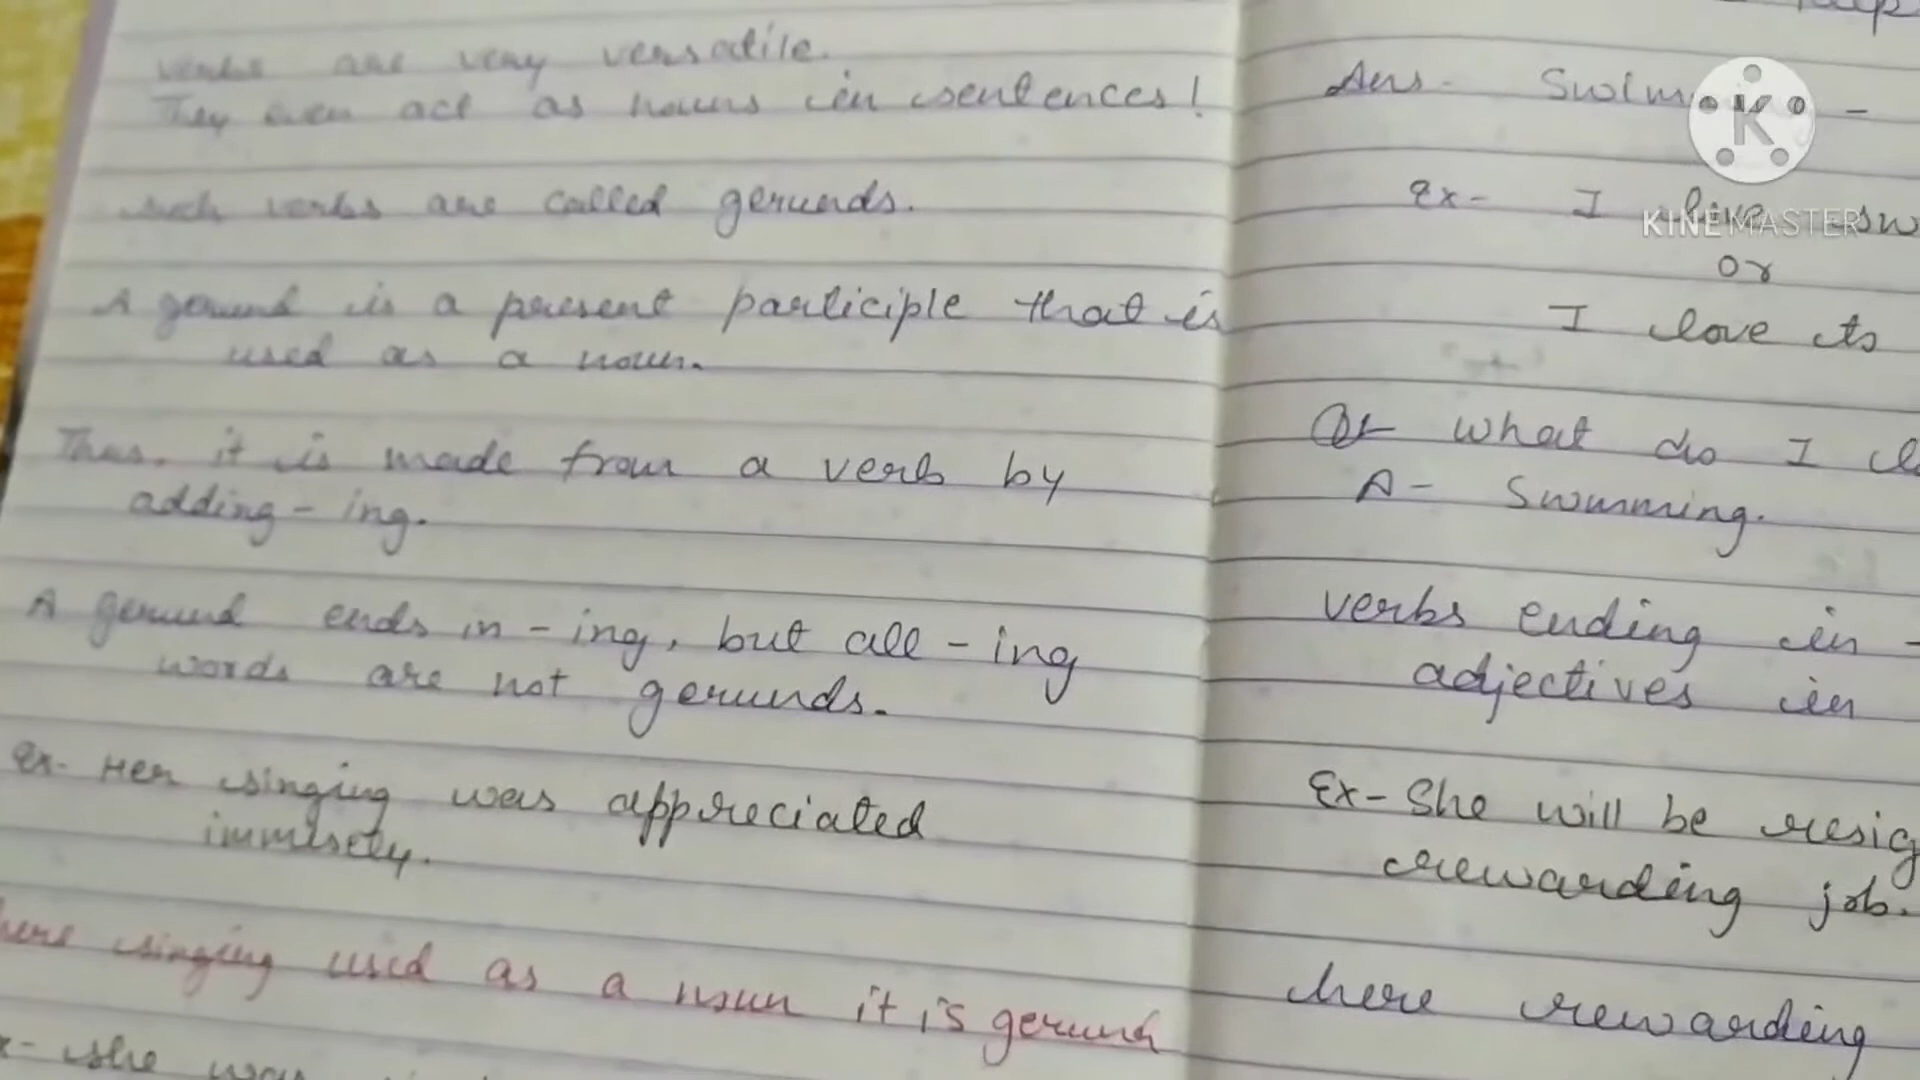 verbs are very versatile.
They even act as nouns in sentences!
such verbs are called gerunds.
A gerund is a present participle that is
used as a noun.
Thus, it is made from a verb by
adding - ing.
A gerund ends in - ing, but all - ing
words are not gerunds.
Ex- Her singing was appreciated
immisely.
here singing used as a noun it is gerund
she was
Ans- Swim
Ex- I
or
I love to
Q- what do I
A- Swimming.
verbs ending in -
adjectives in
Ex- She will be resig
rewarding job.
here rewarding
K
KINEMASTER